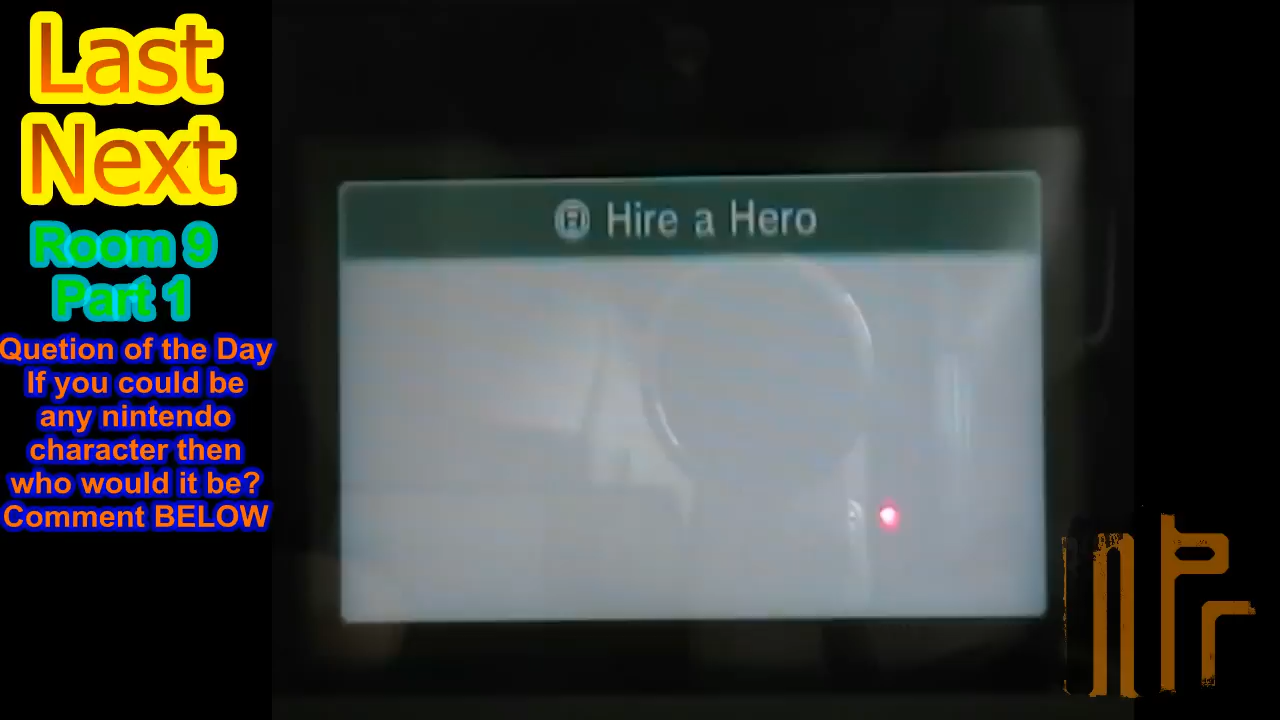 Last
Next
Room 9
Part 1
Quetion of the Day
If you could be
any nintendo
character then
who would it be?
Comment BELOW
H Hire a Hero